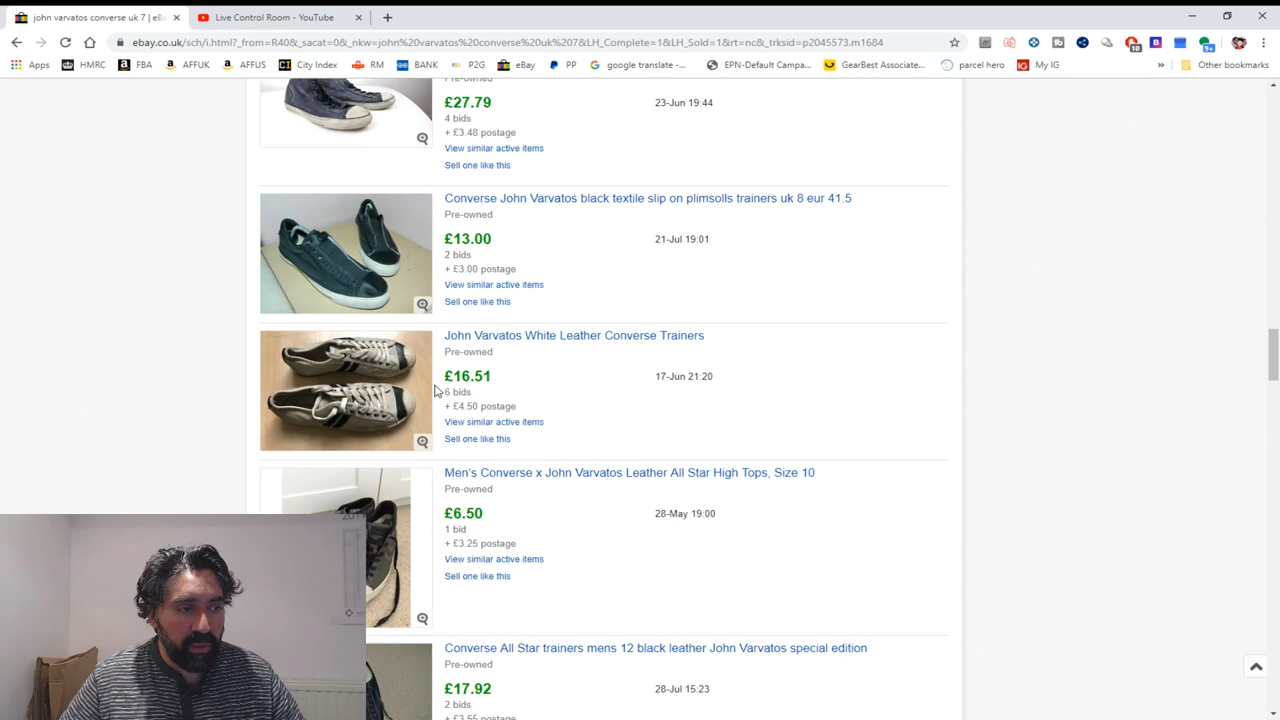 john varvatos converse uk 7 | eB
Live Control Room - YouTube
ebay.co.uk/sch/i.html?_from=R40&_sacat=0&_nkw=john%20varvatos%20converse%20uk%207&LH_Complete=1&LH_Sold=1&rt=nc&_trksid=p2045573.m1684
Apps HMRC FBA AFFUK AFFUS City Index RM BANK P2G eBay PP google translate -... EPN-Default Campa... GearBest Associate... parcel hero My IG » Other bookmarks
Pre-owned
£27.79 23-Jun 19:44
4 bids
+ £3.48 postage
View similar active items
Sell one like this
Converse John Varvatos black textile slip on plimsolls trainers uk 8 eur 41.5
Pre-owned
£13.00 21-Jul 19:01
2 bids
+ £3.00 postage
View similar active items
Sell one like this
John Varvatos White Leather Converse Trainers
Pre-owned
£16.51 17-Jun 21:20
6 bids
+ £4.50 postage
View similar active items
Sell one like this
Men's Converse x John Varvatos Leather All Star High Tops, Size 10
Pre-owned
£6.50 28-May 19:00
1 bid
+ £3.25 postage
View similar active items
Sell one like this
Converse All Star trainers mens 12 black leather John Varvatos special edition
Pre-owned
£17.92 28-Jul 15:23
2 bids
+ £3.55 postage